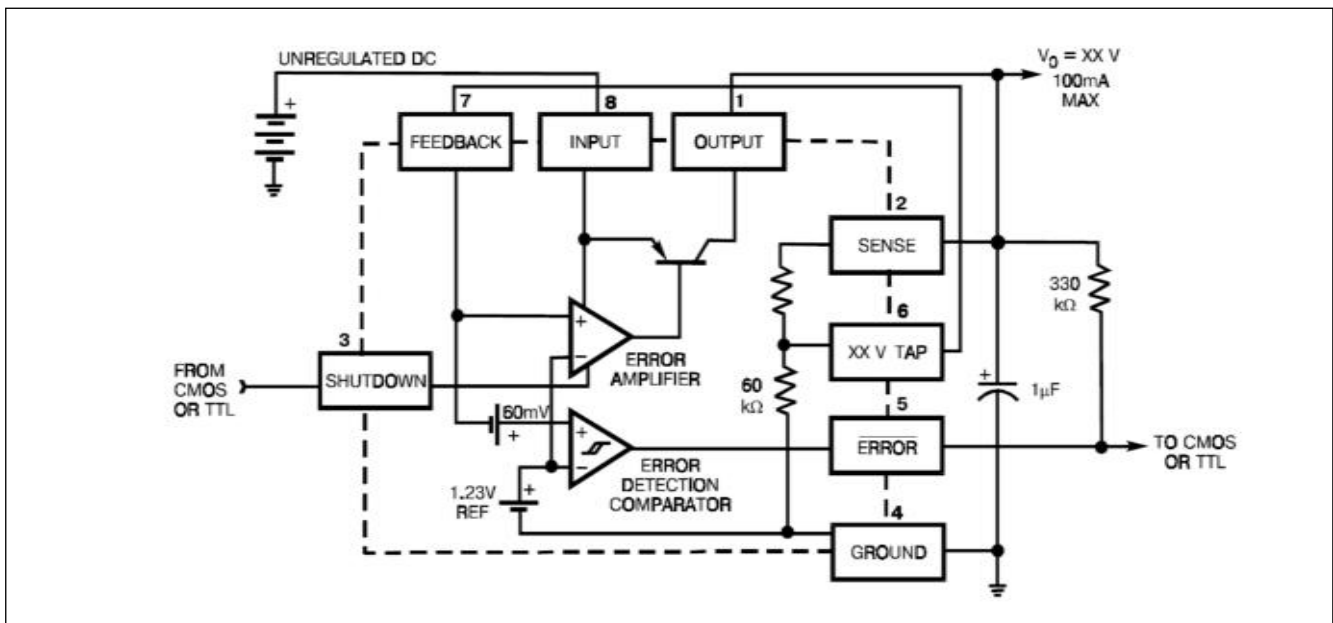 UNREGULATED DC
V0 = XX V
100mA
MAX
7
8
1
+
FEEDBACK
INPUT
OUTPUT
2
SENSE
330
kΩ
6
XX V TAP
+
−
ERROR
AMPLIFIER
3
SHUTDOWN
FROM
CMOS
OR TTL
60
kΩ
+
1µF
5
ERROR
TO CMOS
OR TTL
60mV
+
+
−
ERROR
DETECTION
COMPARATOR
1.23V
REF
+
4
GROUND